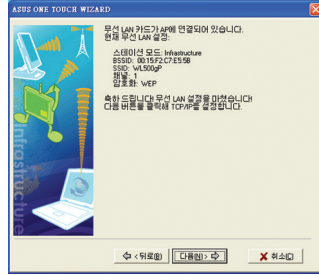 ASUS ONE TOUCH WIZARD
무선 LAN 카드가 AP에 연결되어 있습니다.
현재 무선 LAN 설정:
스테이션 모드: Infrastructure
BSSID: 00:15:F2:C7:E5:5B
SSID: WL500gP
채널: 1
암호화: WEP
축하 드립니다! 무선 LAN 설정을 마쳤습니다!
다음 버튼을 클릭해 TCP/IP를 설정합니다.
Infrastructure
< 뒤로(B)
다음(N) >
취소(C)